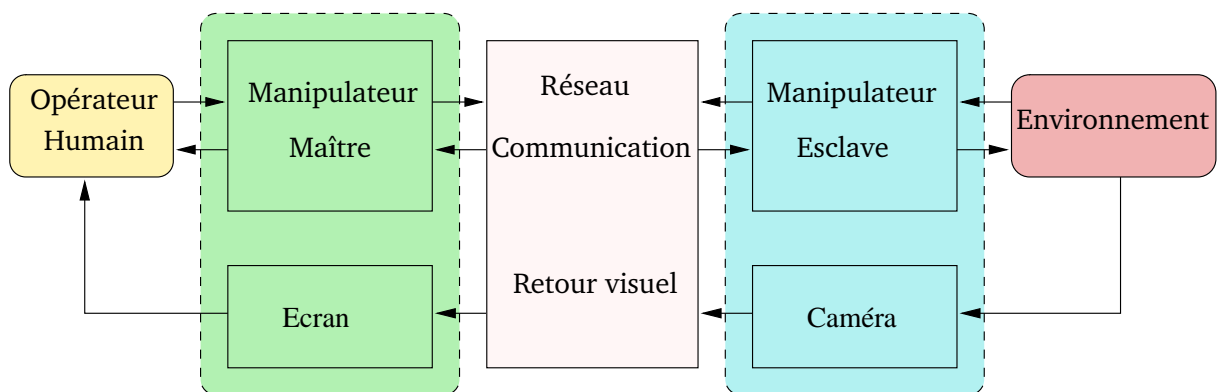 Opérateur
Humain
Manipulateur
Maître
Ecran
Réseau
Communication
Retour visuel
Manipulateur
Esclave
Caméra
Environnement